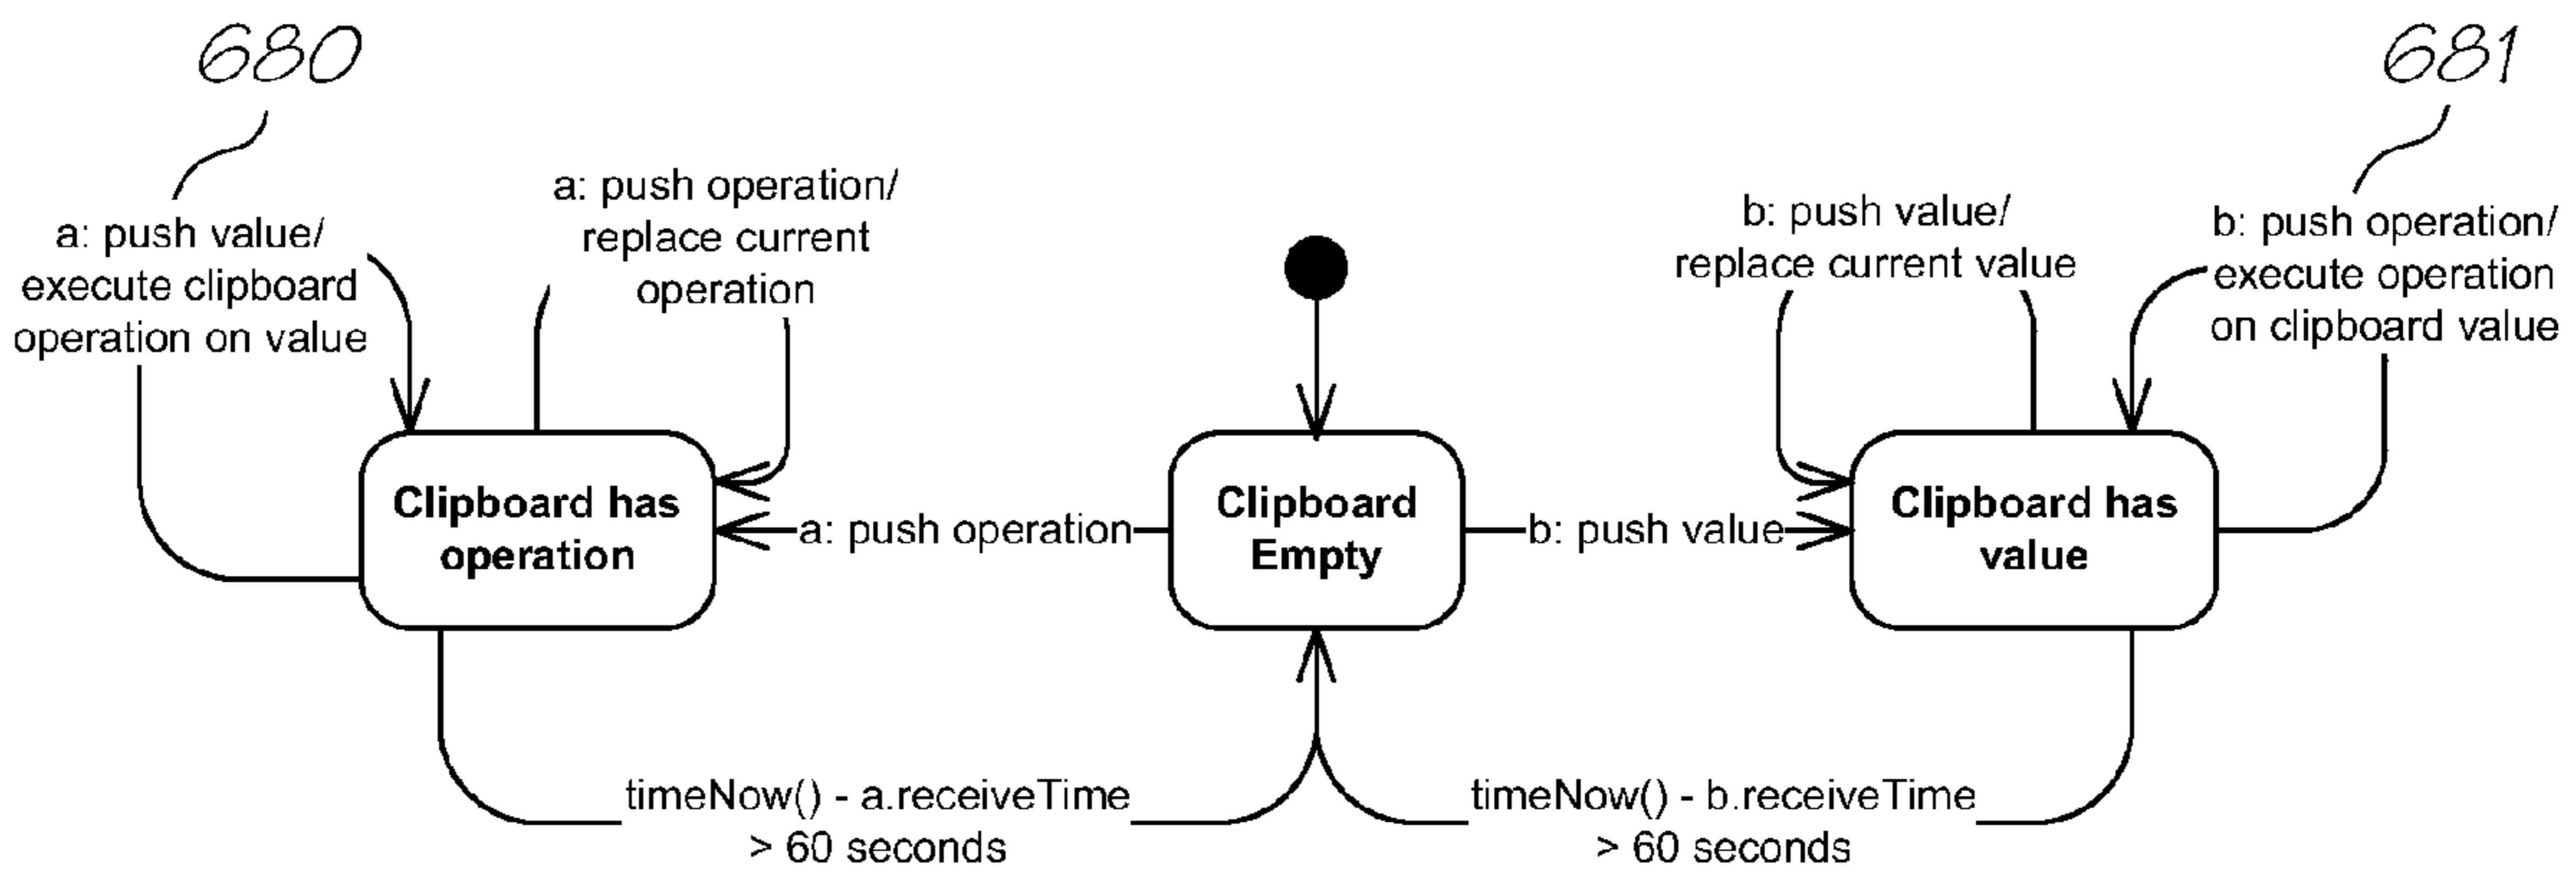 680
681
a: push value/
execute clipboard
operation on value
a: push operation/
replace current
operation
b: push value/
replace current value
b: push operation/
execute operation
on clipboard value
Clipboard has
operation
a: push operation
Clipboard
Empty
b: push value
Clipboard has
value
timeNow() - a.receiveTime
> 60 seconds
timeNow() - b.receiveTime
> 60 seconds